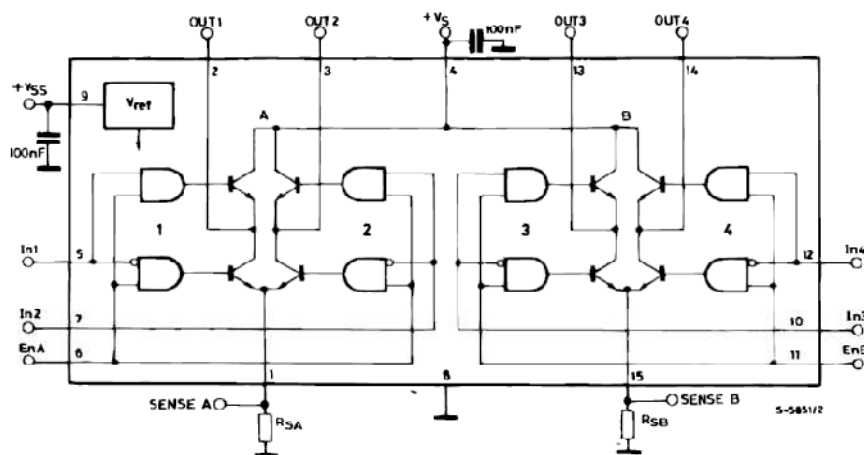 OUT1 OUT2 +Vs 100nF OUT3 OUT4
2 3 4 13 14
+VSS 9 Vref
A B
100nF
1 2 3 4
In1 5 12 In4
In2 7 10 In3
EnA 6 11 EnB
1 8 15
SENSE A SENSE B S-5851/2
RSA RSB